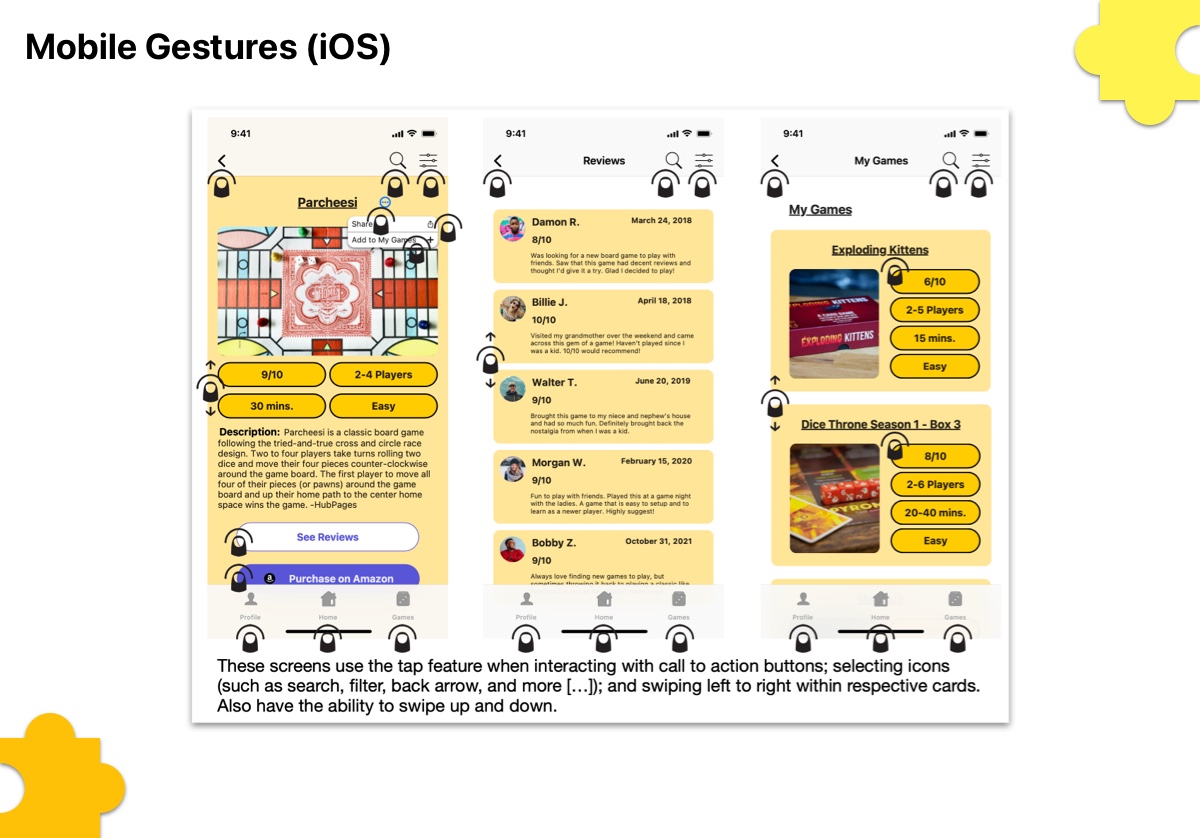 Mobile Gestures (iOS)
9:41
Parcheesi
Share
Add to My Games
9/10
2-4 Players
30 mins.
Easy
Description: Parcheesi is a classic board game
following the tried-and-true cross and circle race
design. Two to four players take turns rolling two
dice and move their four pieces counter-clockwise
around the game board. The first player to move all
four of their pieces (or pawns) around the game
board and up their home path to the center home
space wins the game. -HubPages
See Reviews
Purchase on Amazon
Profile
Home
Games
9:41
Reviews
Damon R.
March 24, 2018
8/10
Was looking for a new board game to play with
friends. Saw that this game had decent reviews and
thought I'd give it a try. Glad I decided to play!
Billie J.
April 18, 2018
10/10
Visited my grandmother over the weekend and came
across this gem of a game! Haven't played since I
was a kid. 10/10 would recommend!
Walter T.
June 20, 2019
9/10
Brought this game to my niece and nephew's house
and had so much fun. Definitely brought back the
nostalgia from when I was a kid.
Morgan W.
February 15, 2020
9/10
Fun to play with friends. Played this at a game night
with the ladies. A game that is easy to setup and to
learn as a newer player. Highly suggest!
Bobby Z.
October 31, 2021
9/10
Always love finding new games to play, but
sometimes throwing it back to playing a classic like
Profile
Home
Games
9:41
My Games
My Games
Exploding Kittens
EXPLODING KITTENS
6/10
2-5 Players
15 mins.
Easy
Dice Throne Season 1 - Box 3
8/10
2-6 Players
20-40 mins.
Easy
Profile
Home
Games
These screens use the tap feature when interacting with call to action buttons; selecting icons
(such as search, filter, back arrow, and more [...]); and swiping left to right within respective cards.
Also have the ability to swipe up and down.